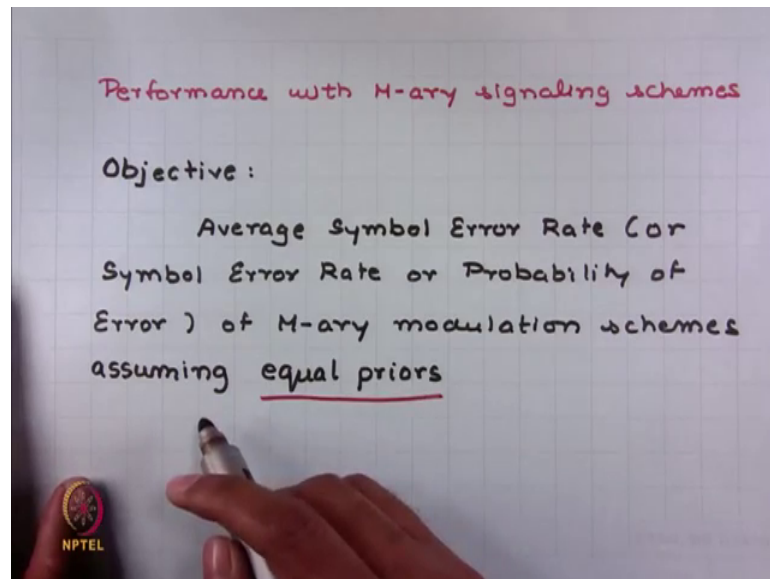 Performance with M-ary signaling schemes
Objective:
Average Symbol Error Rate (or
Symbol Error Rate or Probability of
Error) of M-ary modulation schemes
assuming equal priors
NPTEL